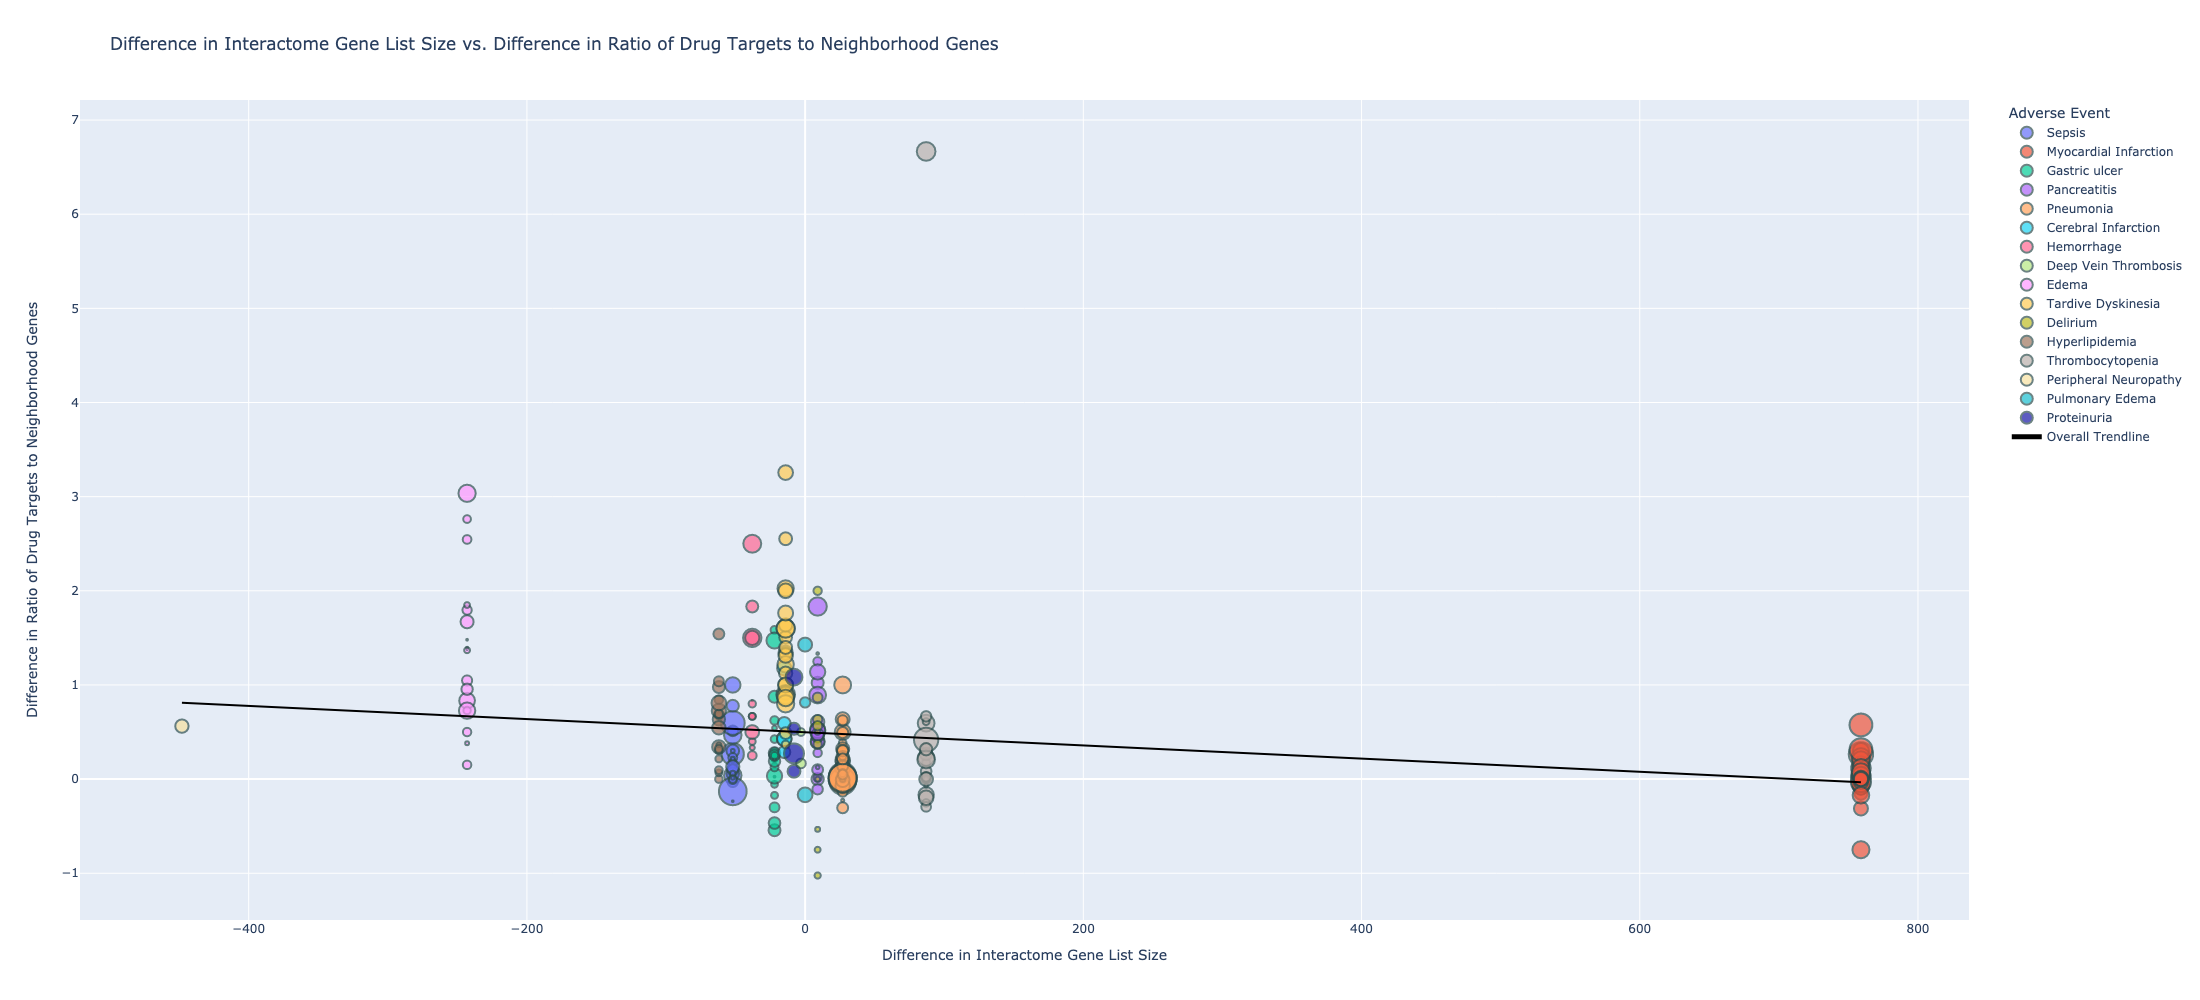 Difference in Interactome Gene List Size vs. Difference in Ratio of Drug Targets to Neighborhood Genes
Difference in Ratio of Drug Targets to Neighborhood Genes
7
6
5
4
3
2
1
0
−1
−400
−200
0
200
400
600
800
Difference in Interactome Gene List Size
Adverse Event
Sepsis
Myocardial Infarction
Gastric ulcer
Pancreatitis
Pneumonia
Cerebral Infarction
Hemorrhage
Deep Vein Thrombosis
Edema
Tardive Dyskinesia
Delirium
Hyperlipidemia
Thrombocytopenia
Peripheral Neuropathy
Pulmonary Edema
Proteinuria
Overall Trendline